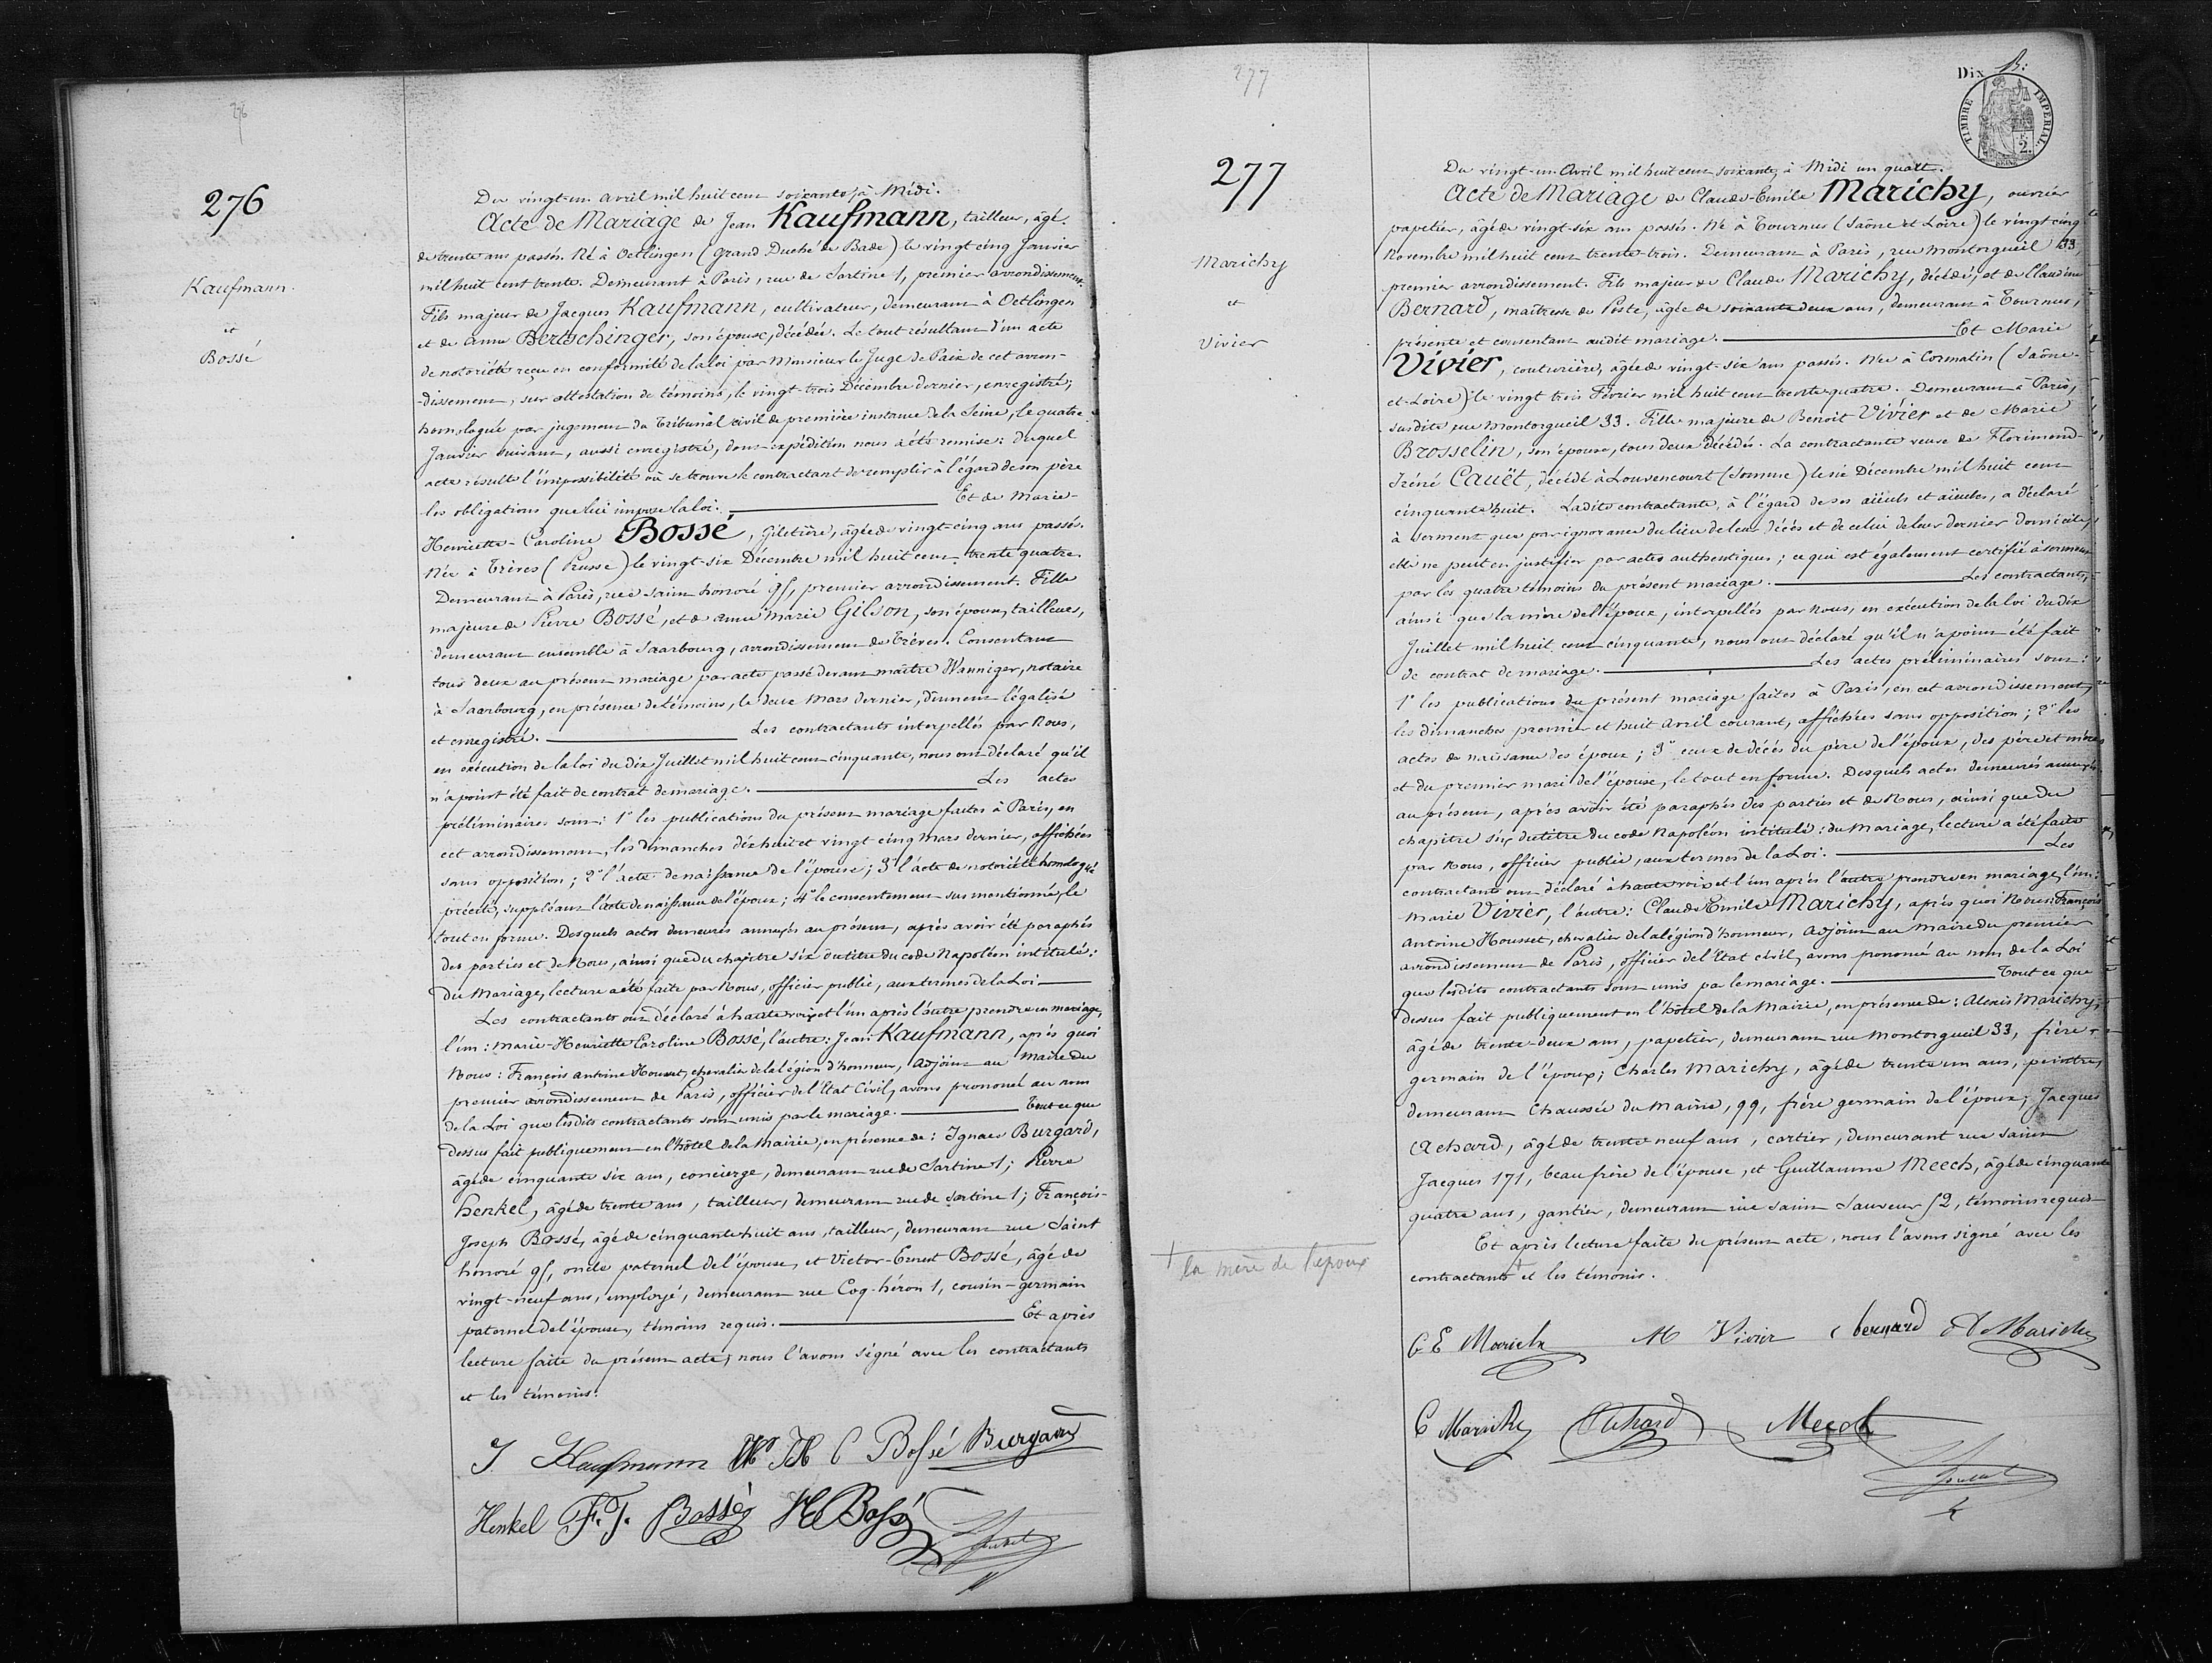 276
276
Kaufmann.
et
Bossé
Du vingt-un avril mil huit cent soixante, à Midi.
Acte de Mariage de Jean Kaufmann, tailleur, âgé
de trente ans passés. Né à Oetlingen (Grand Duché de Bade) le vingt cinq Janvier
mil huit cent trente. Demeurant à Paris, rue de Sartine 1, premier arrondissement.
Fils majeur de Jacques Kaufmann, cultivateur, demeurant à Oetlingen
et de Anne Bertschinger, son épouse, décédée. Le tout résultant d'un acte
de notoriété reçu en conformité de la loi par Monsieur le Juge de Paix de cet arron-
-dissement, sur attestation de témoins, le vingt-trois Décembre dernier, enregistré;
homologué par jugement du Tribunal civil de première instance de la Seine, le quatre
Janvier suivant, aussi enregistré, dont expédition nous a été remise: duquel
acte résulte l'impossibilité où se trouve le contractant de remplir à l'égard de son père
les obligations que lui impose la loi. Et de Marie-
Henriette-Caroline Bossé, giletière, âgée de vingt-cinq ans passés.
Née à Trèves (Prusse) le vingt-six Décembre mil huit cent trente quatre.
Demeurant à Paris, rue saint honoré 95, premier arrondissement. Fille
majeure de Pierre Bossé, et de anne Marie Gilson, son épouse, tailleurs,
demeurant ensemble à Saarbourg, arrondissement de Trèves. Consentant
tous deux au présent mariage par acte passé devant maître Wanniger, notaire
à Saarbourg, en présence de témoins, le deux Mars dernier, dûment légalisé
et enregistré. Les contractants interpellés par Nous,
en exécution de la loi du dix Juillet mil huit cent cinquante, nous ont déclaré qu'il
n'a point été fait de contrat de mariage. Les actes
préliminaires sont: 1° les publications du présent mariage faites à Paris, en
cet arrondissement, les dimanches dix huit et vingt cinq Mars dernier, affichées
sans opposition; 2° l'acte de naissance de l'épouse; 3° l'acte de notoriété homologué
précité, suppléant l'acte de naissance de l'époux; 4° le consentement sus mentionné, le
tout en forme. Desquels actes demeurés annexés au présent, après avoir été paraphés
des parties et de Nous, ainsi que du chapitre six du titre du code Napoléon intitulé:
du Mariage, lecture a été faite par Nous, officier public, aux termes de la Loi
Les contractants ont déclaré à haute voix et l'un après l'autre prendre en mariage,
l'un: Marie-Henriette Caroline Bossé, l'autre: Jean Kaufmann, après quoi
Nous: François Antoine Housset, chevalier de la légion d'honneur, Adjoint au Maire du
premier arrondissement de Paris, officier de l'Etat Civil, avons prononcé au nom
de la Loi que lesdits contractants sont unis par le mariage. Tout ce que
dessus fait publiquement en l'hôtel de la Mairie, en présence de: Ignace Burgard,
âgé de cinquante six ans, concierge, demeurant rue de Sartine 1; Pierre
henkel, âgé de trente ans, tailleur, demeurant rue de sartine 1; François-
Joseph Bossé, âgé de cinquante huit ans, tailleur, demeurant rue Saint
honoré 95, oncle paternel de l'épouse, et Victor-Ernest Bossé, âgé de
vingt-neuf ans, employé, demeurant rue Coq-héron 1, cousin-germain
paternel de l'épouse, témoins requis. Et après
lecture faite du présent acte, nous l'avons signé avec les contractants
et les témoins.
J. Kaufmann M H C Bossé Burgard
Henkel F. J. Bossé Bossé
277
277
Marichy
et
Vivier
Dix
TIMBRE IMPERIAL
2.
Du vingt-un Avril mil huit cent soixante, à Midi un quart.
Acte de Mariage de Claude-Emile Marichy, ouvrier
papetier, âgé de vingt-six ans passés. Né à Tournus (Saône et Loire) le vingt cinq
Novembre mil huit cent trente-trois. Demeurant à Paris, rue Montorgueil 33,
premier arrondissement. Fils majeur de Claude Marichy, décédé, et de Claudine
Bernard, maîtresse de Poste, âgée de soixante deux ans, demeurant à Tournus,
présente et consentant audit mariage. Et Marie
Vivier, couturière, âgée de vingt-six ans passés. Née à Cormatin (Saône-
et-Loire) le vingt trois Février mil huit cent trente quatre. Demeurant à Paris,
susdite rue Montorgueil 33. Fille majeure de Benoit Vivier et de Marie
Brosselin, son épouse, tous deux décédés. La contractante veuve de Florimond-
Iréné Cauët, décédé à Louvencourt (Somme) le six Décembre mil huit cent
cinquante huit. Ladite contractante, à l'égard de ses aïeuls et aïeules, a déclaré
à serment que par ignorance du lieu de leur décès et de celui de leur dernier domicile,
elle ne peut en justifier par actes authentiques; ce qui est également certifié à serment
par les quatre témoins du présent mariage. Les contractants,
ainsi que la mère de l'époux, interpellés par Nous, en exécution de la loi du dix
Juillet mil huit cent cinquante, nous ont déclaré qu'il n'a point été fait
de contrat de mariage. Les actes préliminaires sont:
1° les publications du présent mariage faites à Paris, en cet arrondissement,
les dimanches premier et huit avril courant, affichées sans opposition; 2° les
actes de naissance des époux; 3° ceux de décès du père de l'époux, des père et mère
et du premier mari de l'épouse, le tout en forme. Desquels actes demeurés annexés
au présent, après avoir été paraphés des parties et de Nous, ainsi que du
chapitre six du titre du code Napoléon intitulé: du Mariage, lecture a été faite
par Nous, officier public, aux termes de la Loi. Les
contractants ont déclaré à haute voix et l'un après l'autre prendre en mariage, l'un:
Marie Vivier, l'autre: Claude Emile Marichy, après quoi Nous: François
Antoine Housset, chevalier de la légion d'honneur, Adjoint au Maire du premier
arrondissement de Paris, officier de l'Etat civil, avons prononcé au nom de la Loi
que lesdits contractants sont unis pa le mariage. Tout ce que
dessus fait publiquement en l'hôtel de la Mairie, en présence de: Alexis Marichy,
âgé de trente-deux ans, papetier, demeurant rue Montorgueil 33, frère
germain de l'époux; Charles Marichy, âgé de trente un ans, peintre,
demeurant Chaussée du Maine, 99, frère germain de l'époux; Jacques
Achard, âgé de trente neuf ans, cartier, demeurant rue saint
Jacques 171, beau frère de l'épouse, et Guillaume Meech, âgé de cinquante
quatre ans, gantier, demeurant rue saint Sauveur 52, témoins requis
Et après lecture faite du présent acte, nous l'avons signé avec les
contractants † et les témoins.
† la mère de l'époux
C E Marichy M Vivier C bernard A Marichy
C Marichy Achard Meech